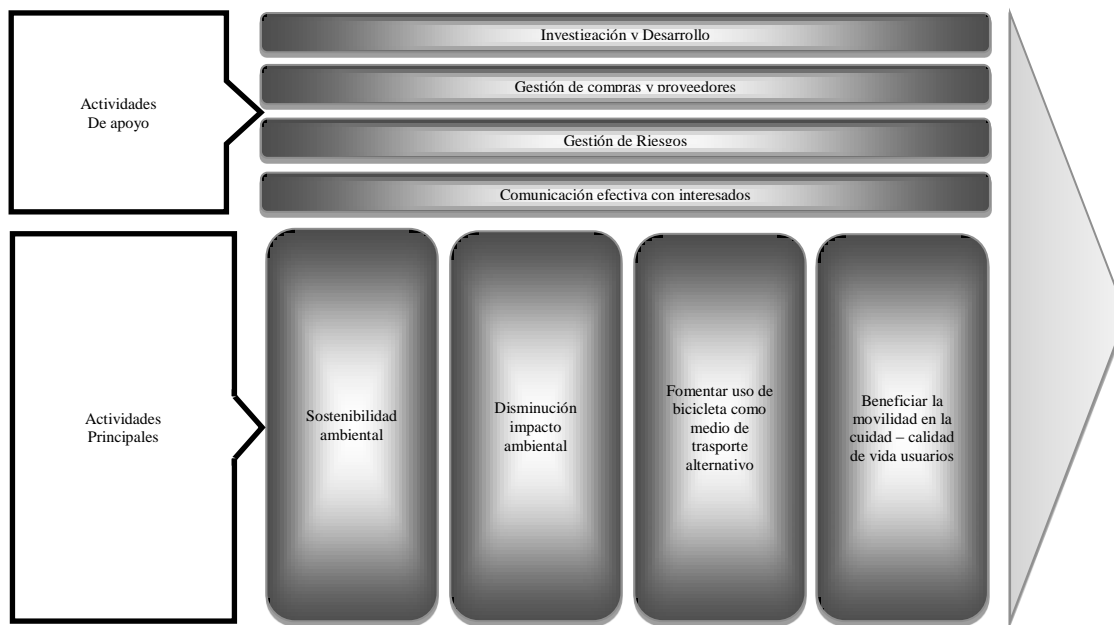 Investigación y Desarrollo
Gestión de compras y proveedores
Gestión de Riesgos
Comunicación efectiva con interesados
Actividades
De apoyo
Actividades
Principales
Sostenibilidad
ambiental
Disminución
impacto
ambiental
Fomentar uso de
bicicleta como
medio de
trasporte
alternativo
Beneficiar la
movilidad en la
cuidad – calidad
de vida usuarios